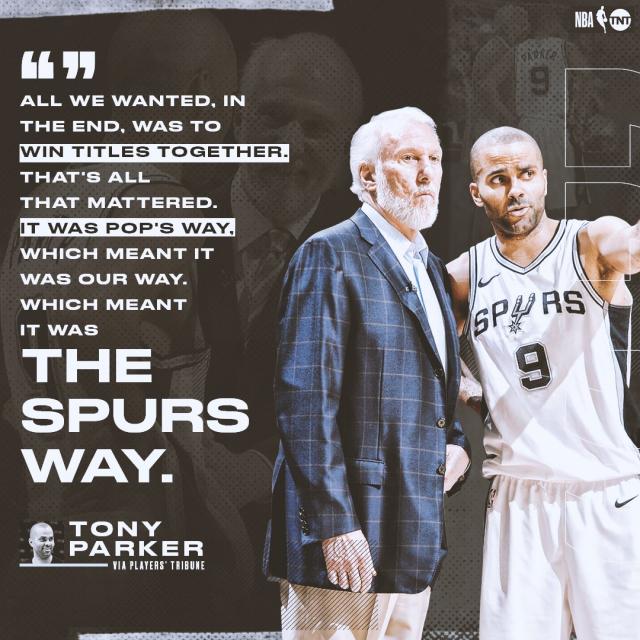 NBA TNT
PARKER
9
❝❞
ALL WE WANTED, IN
THE END, WAS TO
WIN TITLES TOGETHER.
THAT'S ALL
THAT MATTERED.
IT WAS POP'S WAY,
WHICH MEANT IT
WAS OUR WAY.
WHICH MEANT
IT WAS
THE
SPURS
WAY.
TONY
PARKER
VIA PLAYERS' TRIBUNE
SPURS
9